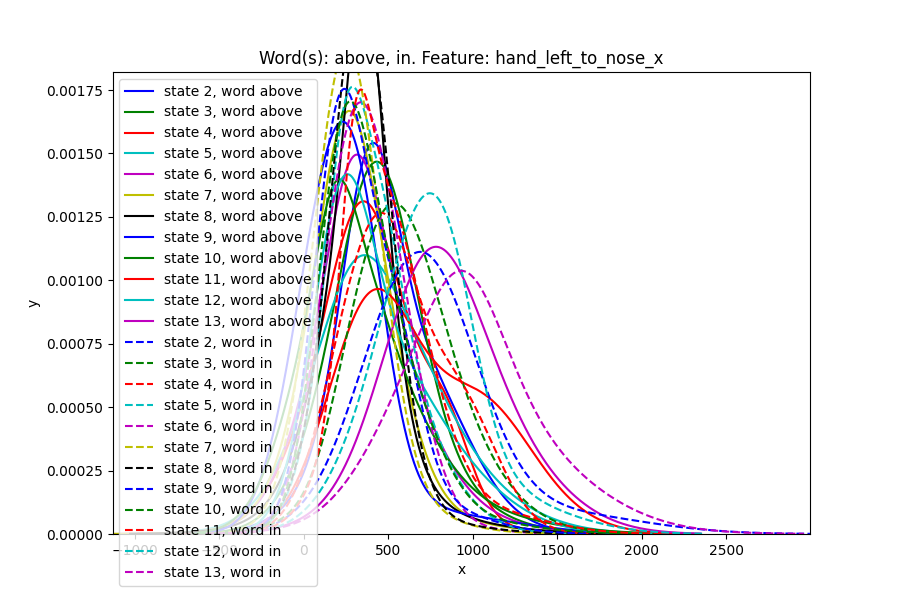 Word(s): above, in. Feature: hand_left_to_nose_x
y
0.00175
0.00150
0.00125
0.00100
0.00075
0.00050
0.00025
0.00000
state 2, word above
state 3, word above
state 4, word above
state 5, word above
state 6, word above
state 7, word above
state 8, word above
state 9, word above
state 10, word above
state 11, word above
state 12, word above
state 13, word above
state 2, word in
state 3, word in
state 4, word in
state 5, word in
state 6, word in
state 7, word in
state 8, word in
state 9, word in
state 10, word in
state 11, word in
state 12, word in
state 13, word in
−1000 −500 0 500 1000 1500 2000 2500
x